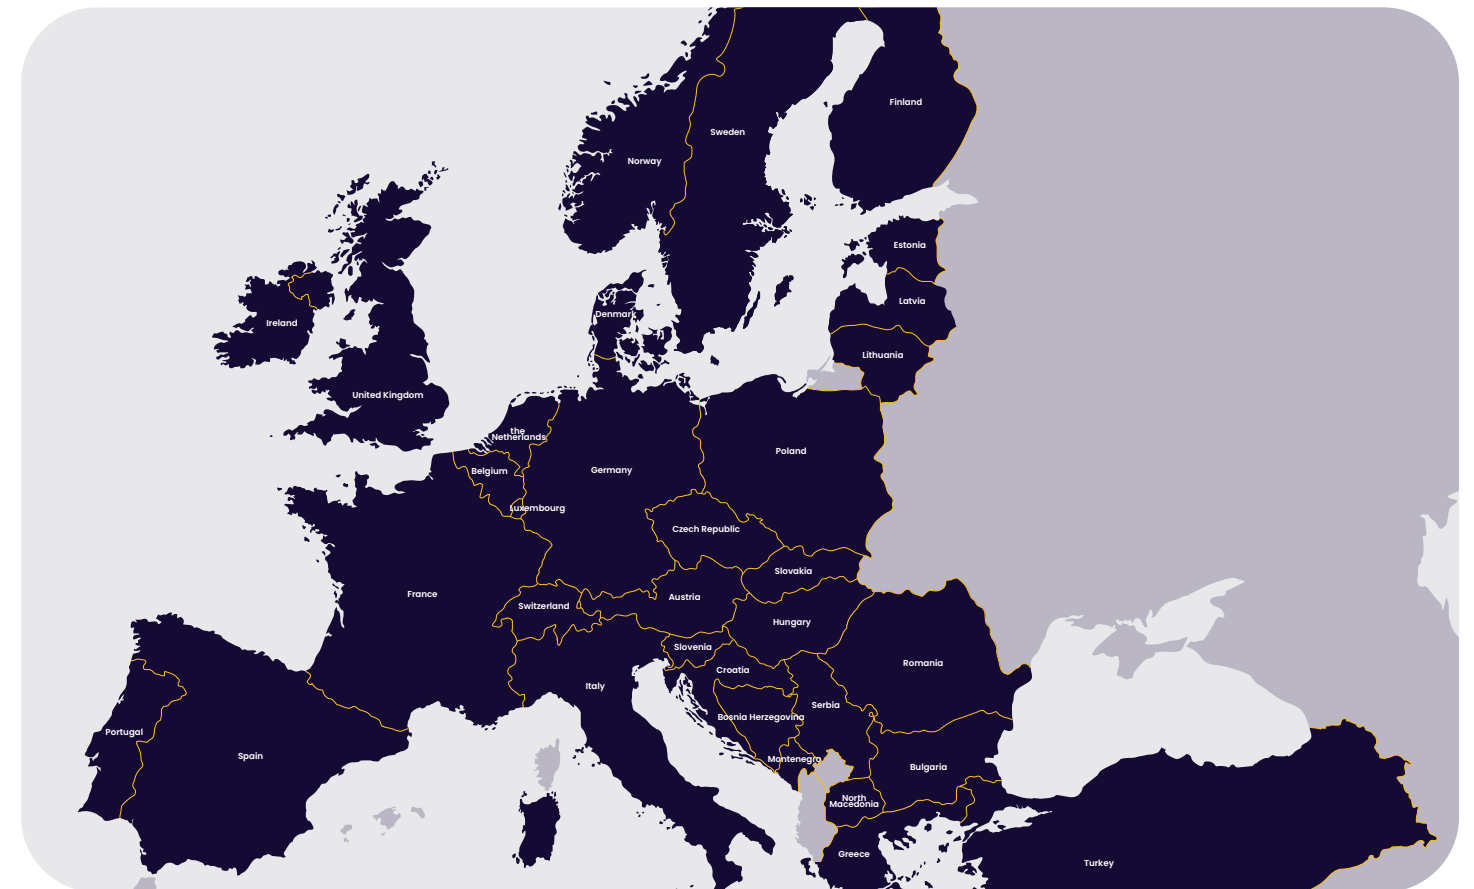 Finland
Sweden
Norway
Estonia
Latvia
Denmark
Ireland
Lithuania
United Kingdom
the
Netherlands
Poland
Germany
Belgium
Luxembourg
Czech Republic
Slovakia
France
Austria
Switzerland
Hungary
Slovenia
Romania
Croatia
Italy
Serbia
Bosnia Herzegovina
Portugal
Spain
Montenegro
Bulgaria
North
Macedonia
Greece
Turkey